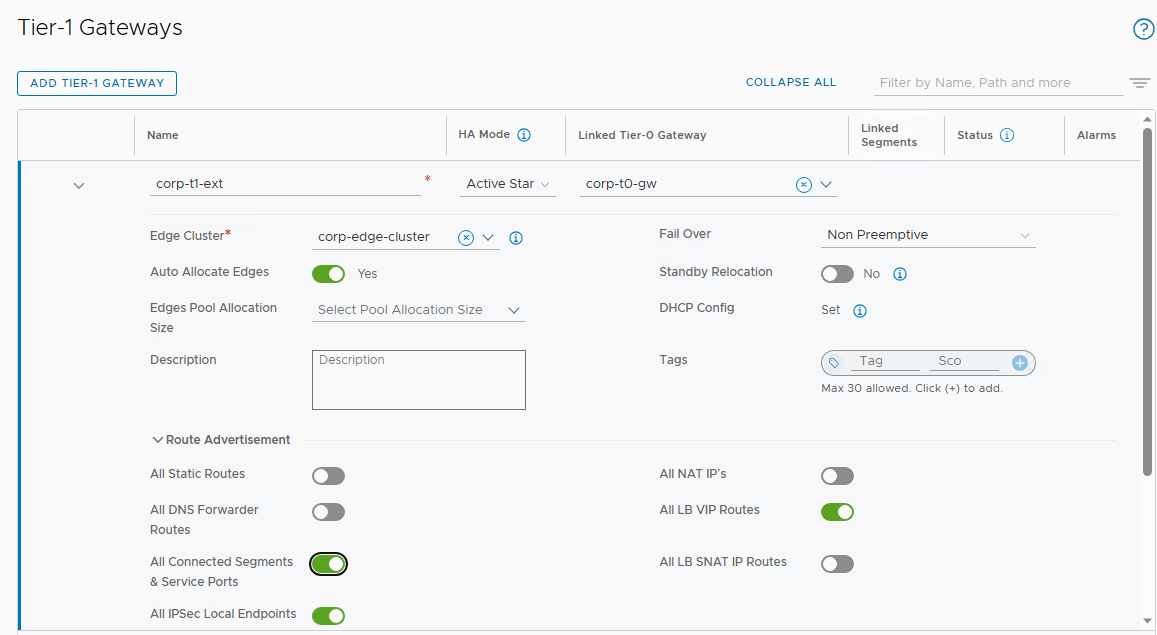 Tier-1 Gateways
?
ADD TIER-1 GATEWAY
COLLAPSE ALL
Filter by Name, Path and more
Name
HA Mode
Linked Tier-0 Gateway
Linked
Segments
Status
Alarms
corp-t1-ext
*
Active Star
corp-t0-gw
Edge Cluster*
corp-edge-cluster
Fail Over
Non Preemptive
Auto Allocate Edges
Yes
Standby Relocation
No
Edges Pool Allocation
Size
Select Pool Allocation Size
DHCP Config
Set
Description
Description
Tags
Tag
Sco
Max 30 allowed. Click (+) to add.
Route Advertisement
All Static Routes
All NAT IP's
All DNS Forwarder
Routes
All LB VIP Routes
All Connected Segments
& Service Ports
All LB SNAT IP Routes
All IPSec Local Endpoints